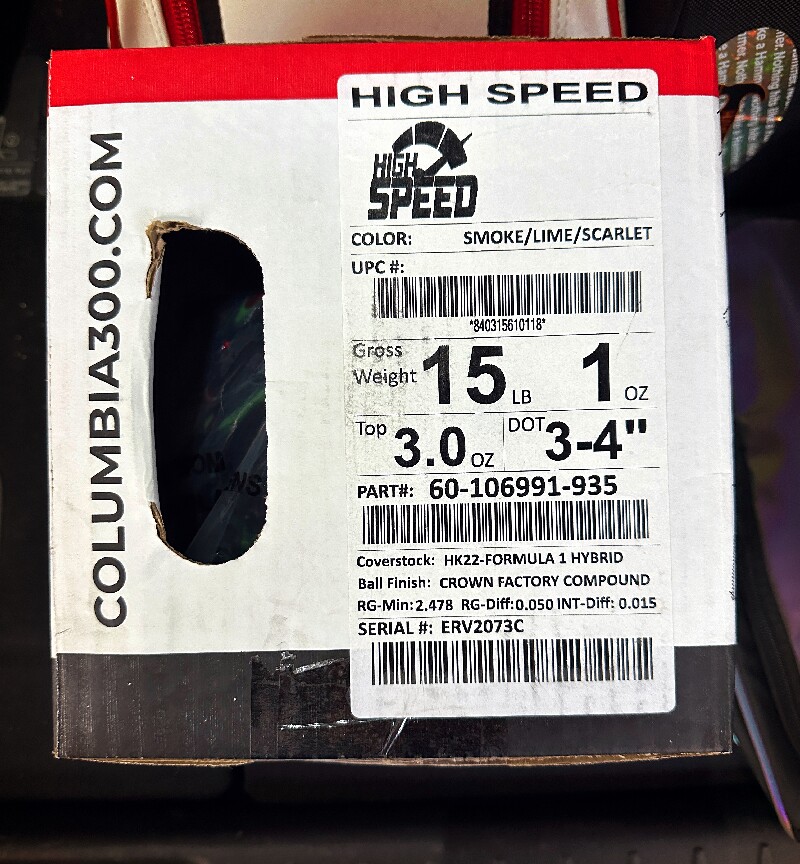 HIGH SPEED
HIGH
SPEED
COLOR: SMOKE/LIME/SCARLET
UPC #:
*840315610118*
Gross Weight 15 LB 1 OZ
Top 3.0 OZ DOT 3-4"
PART#: 60-106991-935
Coverstock: HK22-FORMULA 1 HYBRID
Ball Finish: CROWN FACTORY COMPOUND
RG-Min: 2.478 RG-Diff: 0.050 INT-Diff: 0.015
SERIAL #: ERV2073C
COLUMBIA300.COM